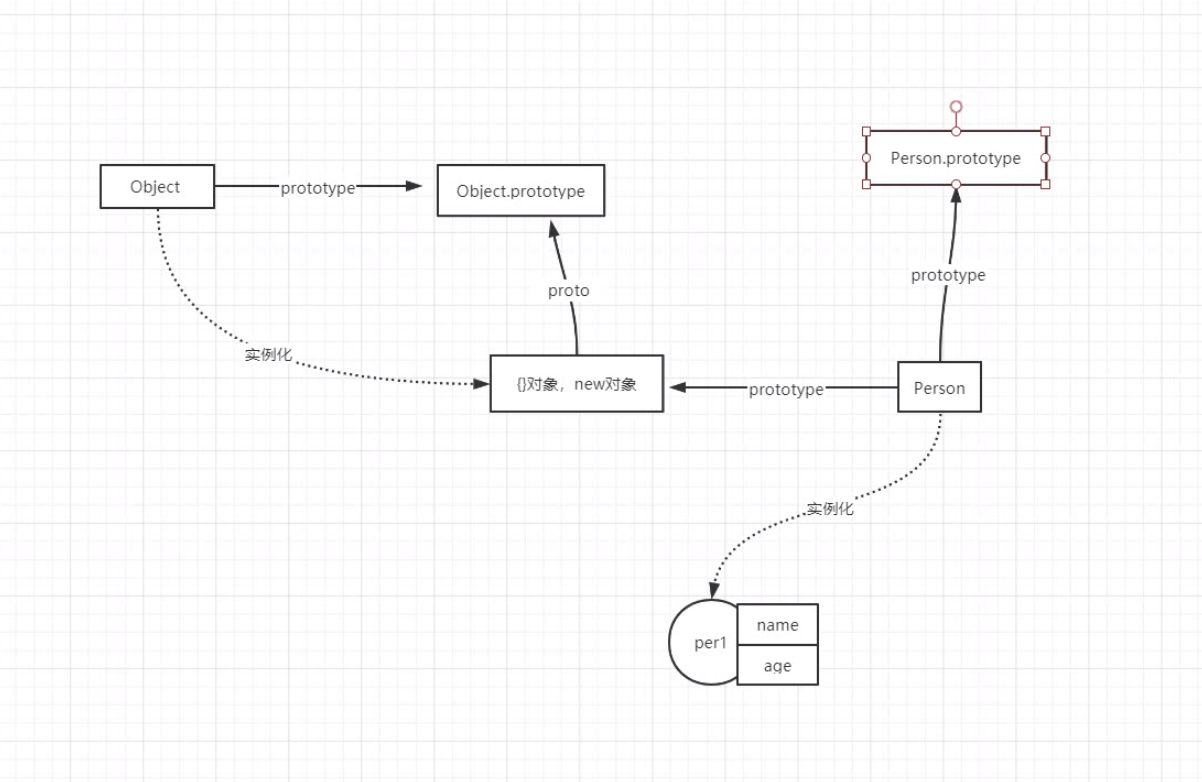 Person.prototype
Object
prototype
Object.prototype
prototype
proto
实例化
{}对象，new对象
prototype
Person
实例化
per1
name
age